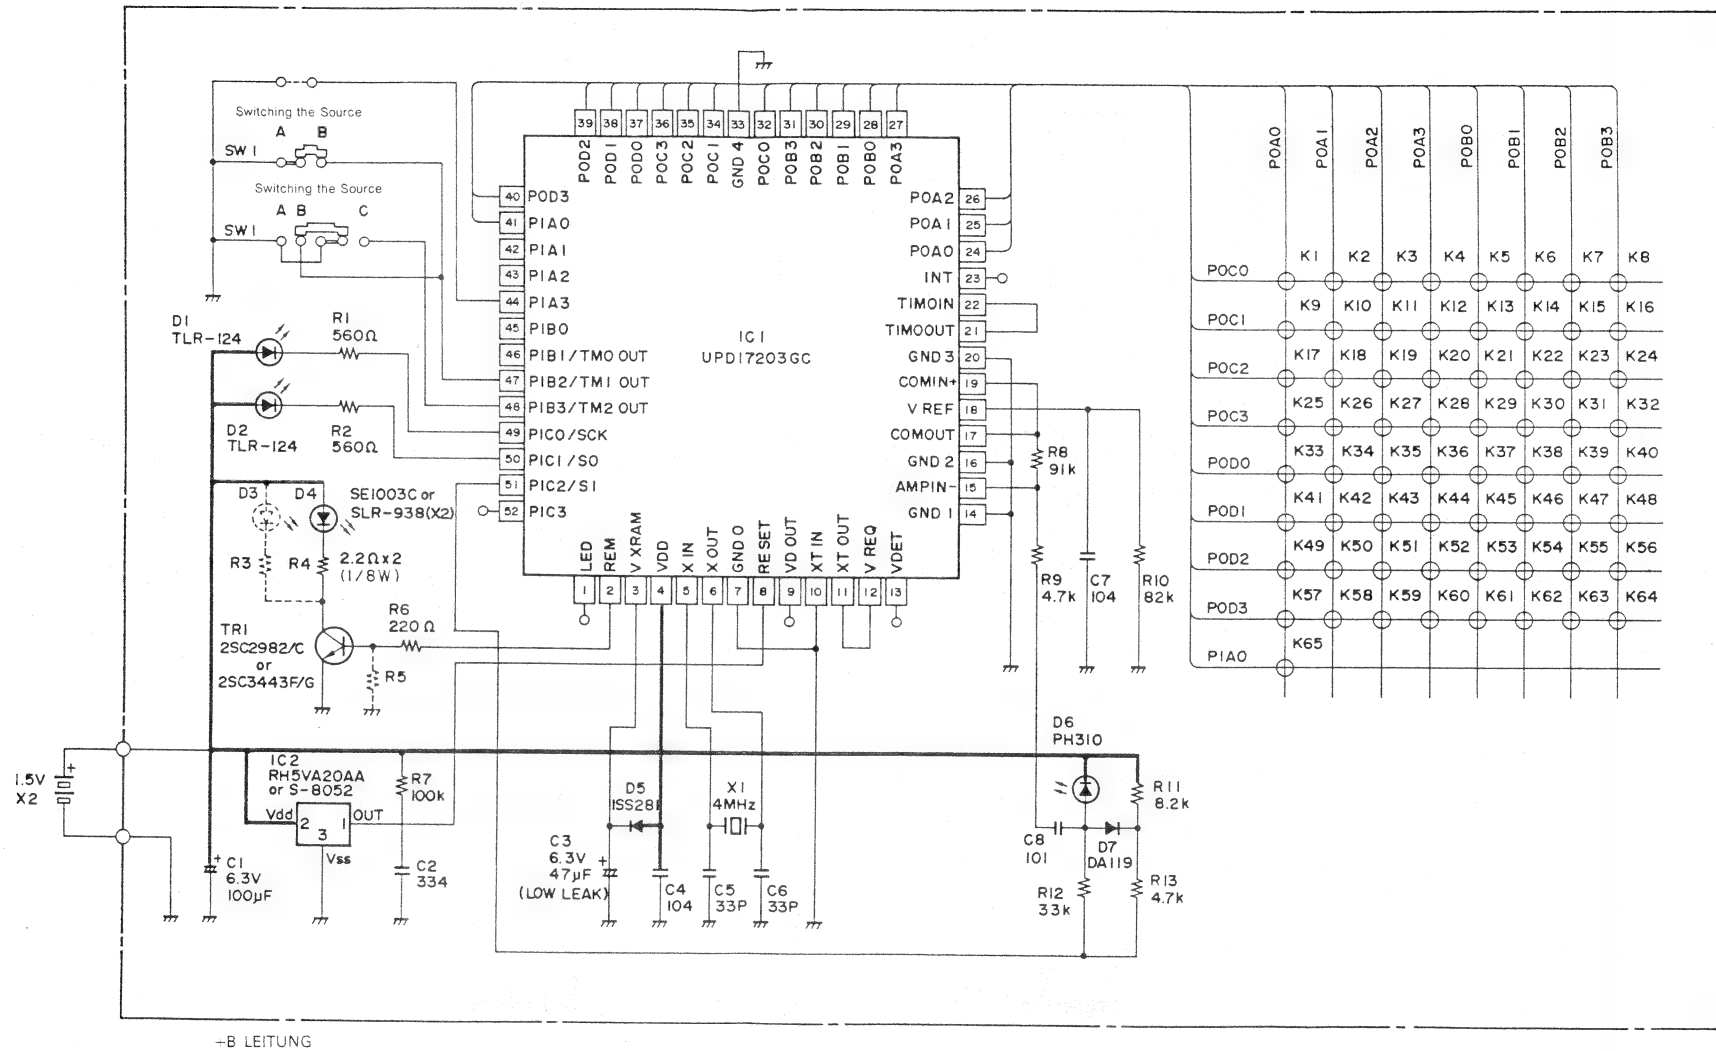 Switching the Source
A B
SW1
Switching the Source
A B C
SW1
D1
TLR-124
R1
560Ω
D2
TLR-124
R2
560Ω
D3
D4
SE1003C or
SLR-938(X2)
R3
R4
2.2Ωx2
(1/8W)
R6
220Ω
TR1
2SC2982/C
or
2SC3443F/G
R5
1.5V
X2
+
IC2
RH5VA20AA
or S-8052
Vdd
2
1
OUT
3
Vss
R7
100k
+
C1
6.3V
100µF
C2
334
D5
1SS281
X1
4MHz
C3
6.3V
47µF
(LOW LEAK)
+
C4
104
C5
33P
C6
33P
39 38 37 36 35 34 33 32 31 30 29 28 27
POD2 POD1 POD0 POC3 POC2 POC1 GND4 POC0 POB3 POB2 POB1 POB0 POA3
40 POD3
41 PIA0
42 PIA1
43 PIA2
44 PIA3
45 PIB0
46 PIB1/TM0 OUT
47 PIB2/TM1 OUT
48 PIB3/TM2 OUT
49 PIC0/SCK
50 PIC1/S0
51 PIC2/S1
52 PIC3
IC1
UPD17203GC
POA2 26
POA1 25
POA0 24
INT 23
TIMOIN 22
TIMOOUT 21
GND3 20
COMIN+ 19
V REF 18
COMOUT 17
GND2 16
AMPIN- 15
GND1 14
LED REM V XRAM VDD X IN X OUT GND0 RESET VD OUT XT IN XT OUT V REQ VDET
1 2 3 4 5 6 7 8 9 10 11 12 13
R8
91k
R9
4.7k
C7
104
R10
82k
D6
PH310
R11
8.2k
C8
101
D7
DA119
R12
33k
R13
4.7k
POA0 POA1 POA2 POA3 POB0 POB1 POB2 POB3
POC0 K1 K2 K3 K4 K5 K6 K7 K8
POC1 K9 K10 K11 K12 K13 K14 K15 K16
POC2 K17 K18 K19 K20 K21 K22 K23 K24
POC3 K25 K26 K27 K28 K29 K30 K31 K32
POD0 K33 K34 K35 K36 K37 K38 K39 K40
POD1 K41 K42 K43 K44 K45 K46 K47 K48
POD2 K49 K50 K51 K52 K53 K54 K55 K56
POD3 K57 K58 K59 K60 K61 K62 K63 K64
PIA0 K65
+B LEITUNG